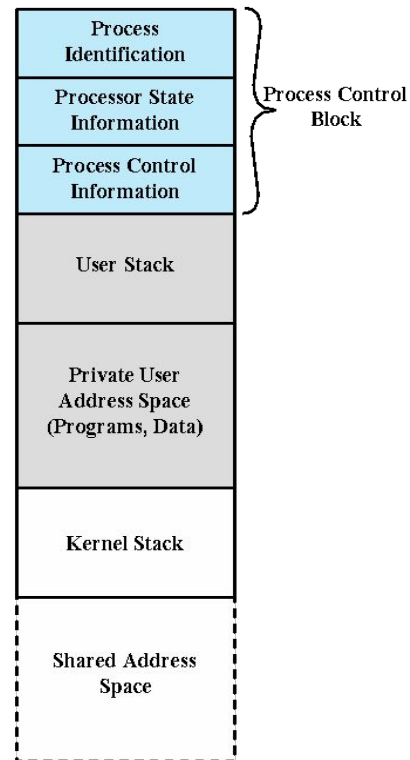 Process
Identification
Processor State
Information
Process Control
Information
Process Control
Block
User Stack
Private User
Address Space
(Programs, Data)
Kernel Stack
Shared Address
Space